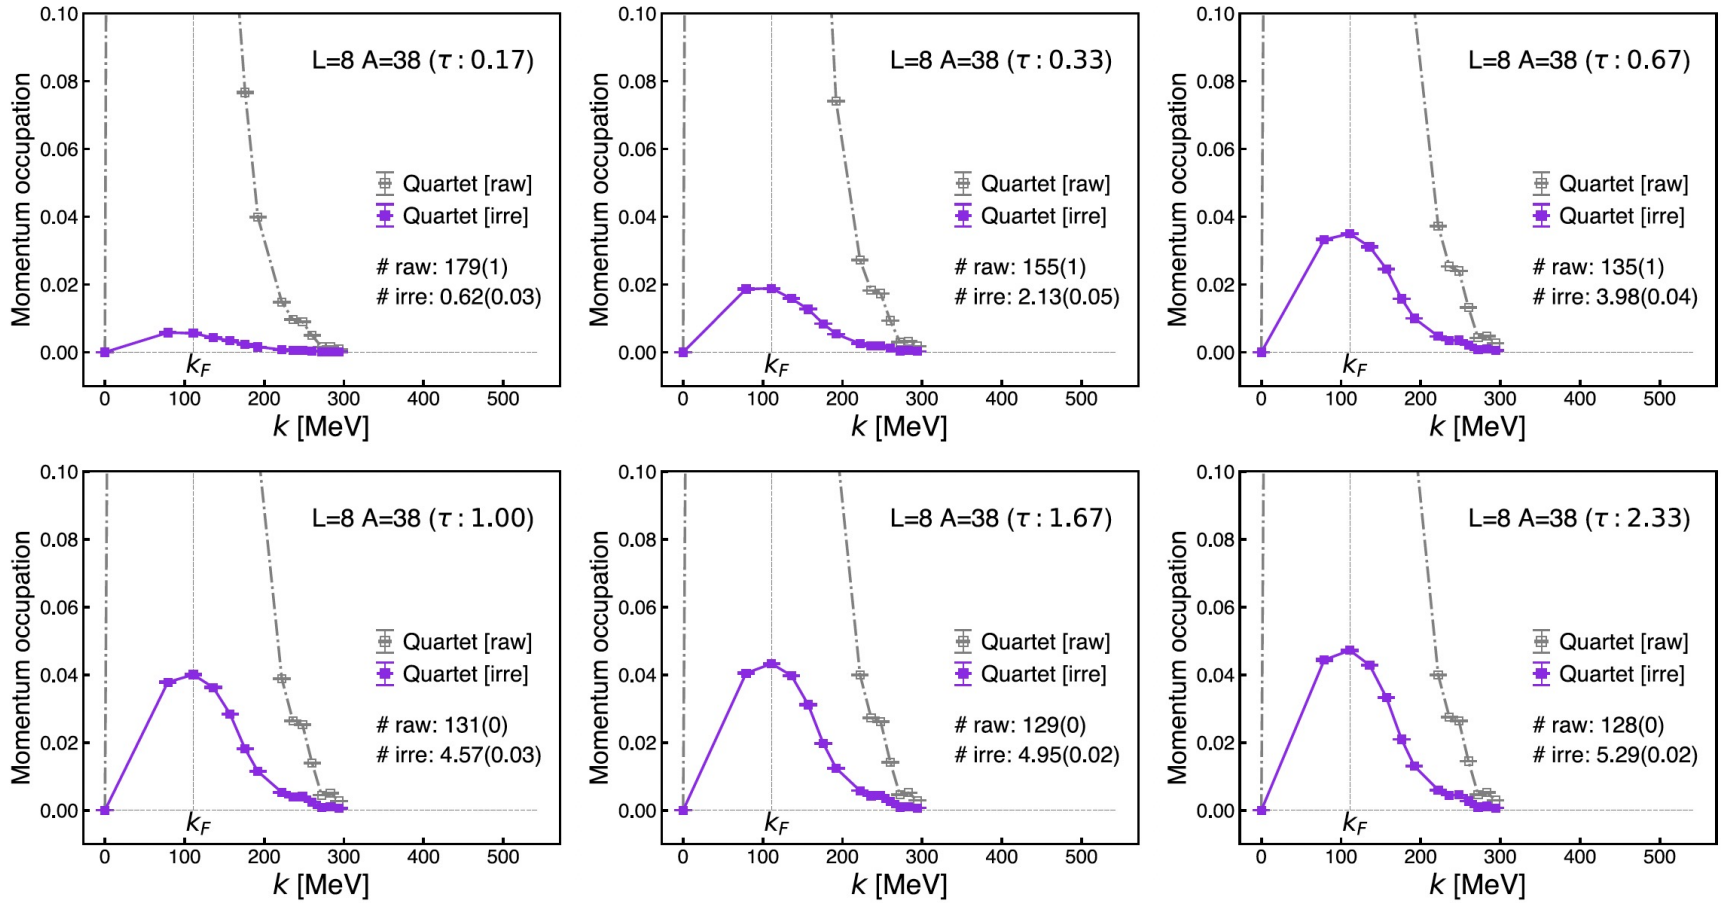 L=8 A=38 (τ : 0.17)
Momentum occupation
0.10
0.08
0.06
0.04
0.02
0.00
Quartet [raw]
Quartet [irre]
# raw: 179(1)
# irre: 0.62(0.03)
k_F
0 100 200 300 400 500
k [MeV]
L=8 A=38 (τ : 0.33)
Momentum occupation
0.10
0.08
0.06
0.04
0.02
0.00
Quartet [raw]
Quartet [irre]
# raw: 155(1)
# irre: 2.13(0.05)
k_F
0 100 200 300 400 500
k [MeV]
L=8 A=38 (τ : 0.67)
Momentum occupation
0.10
0.08
0.06
0.04
0.02
0.00
Quartet [raw]
Quartet [irre]
# raw: 135(1)
# irre: 3.98(0.04)
k_F
0 100 200 300 400 500
k [MeV]
L=8 A=38 (τ : 1.00)
Momentum occupation
0.10
0.08
0.06
0.04
0.02
0.00
Quartet [raw]
Quartet [irre]
# raw: 131(0)
# irre: 4.57(0.03)
k_F
0 100 200 300 400 500
k [MeV]
L=8 A=38 (τ : 1.67)
Momentum occupation
0.10
0.08
0.06
0.04
0.02
0.00
Quartet [raw]
Quartet [irre]
# raw: 129(0)
# irre: 4.95(0.02)
k_F
0 100 200 300 400 500
k [MeV]
L=8 A=38 (τ : 2.33)
Momentum occupation
0.10
0.08
0.06
0.04
0.02
0.00
Quartet [raw]
Quartet [irre]
# raw: 128(0)
# irre: 5.29(0.02)
k_F
0 100 200 300 400 500
k [MeV]